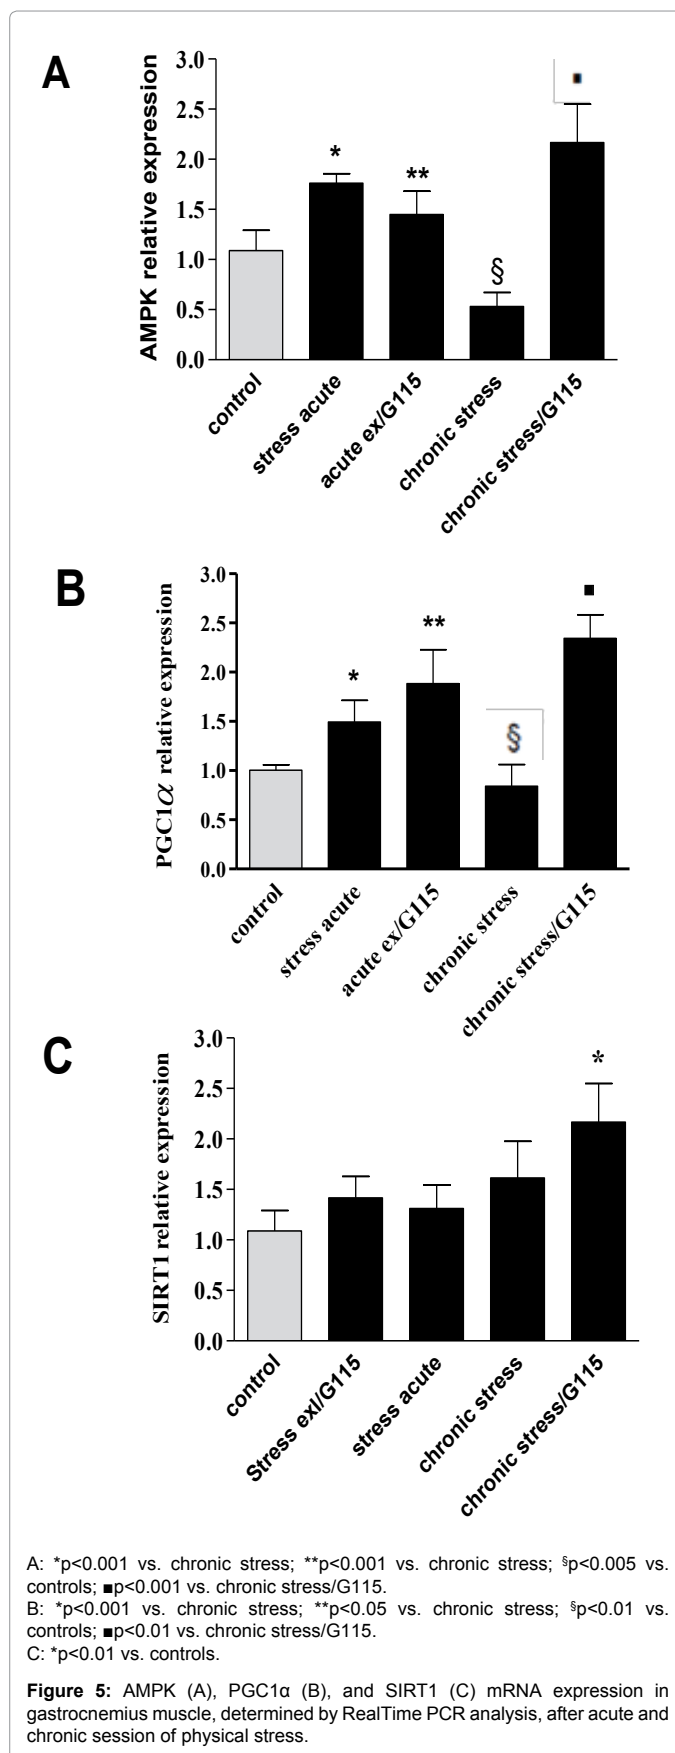 A
AMPK relative expression
3.0
2.5
2.0
1.5
1.0
0.5
0.0
* ** § ▪
control
stress acute
acute ex/G115
chronic stress
chronic stress/G115
B
PGC1α relative expression
3.0
2.5
2.0
1.5
1.0
0.5
0.0
* ** § ■
control
stress acute
acute ex/G115
chronic stress
chronic stress/G115
C
SIRT1 relative expression
3.0
2.5
2.0
1.5
1.0
0.5
0.0
*
control
Stress exl/G115
stress acute
chronic stress
chronic stress/G115
A: *p<0.001 vs. chronic stress; **p<0.001 vs. chronic stress; §p<0.005 vs.
controls; ■p<0.001 vs. chronic stress/G115.
B: *p<0.001 vs. chronic stress; **p<0.05 vs. chronic stress; §p<0.01 vs.
controls; ■p<0.01 vs. chronic stress/G115.
C: *p<0.01 vs. controls.
Figure 5: AMPK (A), PGC1α (B), and SIRT1 (C) mRNA expression in
gastrocnemius muscle, determined by RealTime PCR analysis, after acute and
chronic session of physical stress.